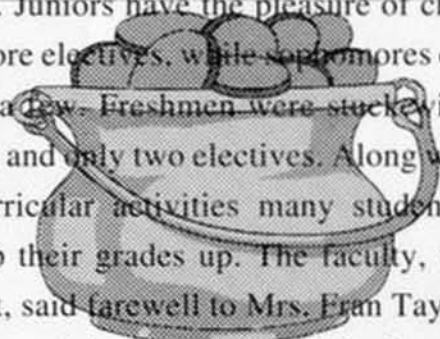 . Juniors have the pleasure of c
ore electives, while sophomores
a few. Freshmen were stuck wi
and only two electives. Along w
rricular activities many studen
o their grades up. The faculty,
t, said farewell to Mrs. Fran Tay